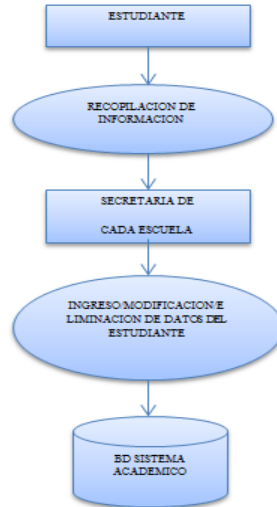 ESTUDIANTE
RECOPILACION DE
INFORMACION
SECRETARIA DE
CADA ESCUELA
INGRESO/MODIFICACION/E
LIMINACION DE DATOS DEL
ESTUDIANTE
BD SISTEMA
ACADEMICO